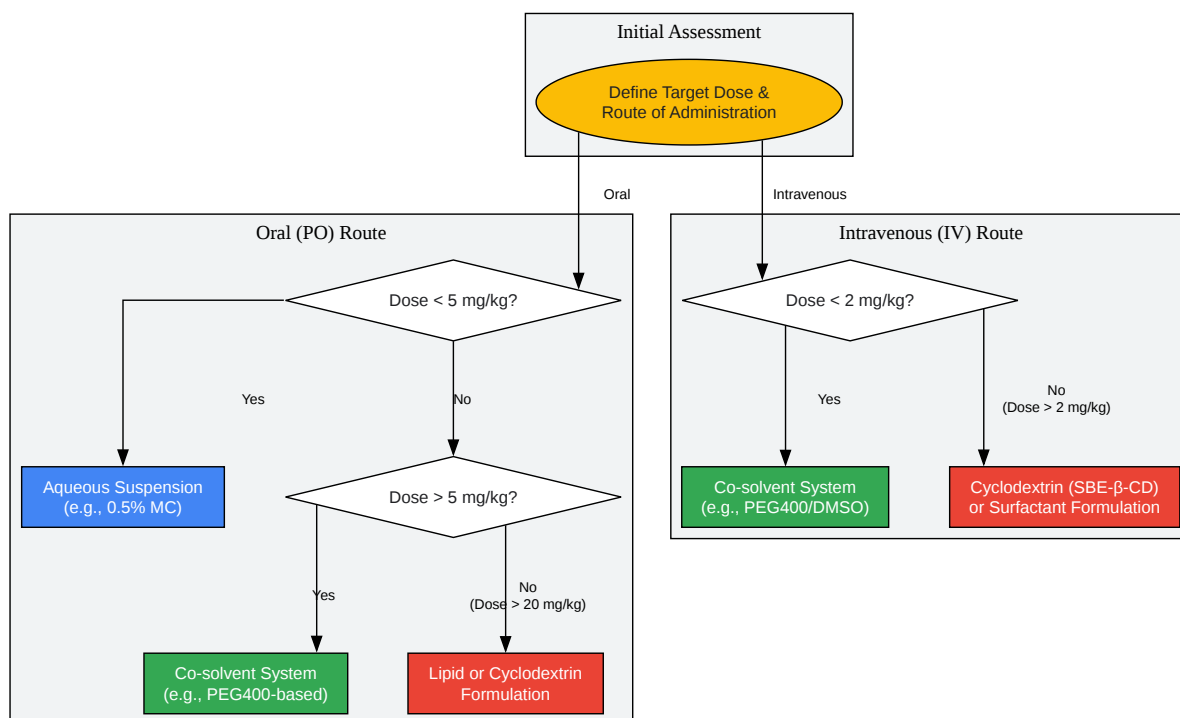 Initial Assessment
Define Target Dose &
Route of Administration
Oral
Intravenous
Oral (PO) Route
Intravenous (IV) Route
Dose < 5 mg/kg?
Dose < 2 mg/kg?
Yes
No
Yes
No
(Dose > 2 mg/kg)
Aqueous Suspension
(e.g., 0.5% MC)
Dose > 5 mg/kg?
Co-solvent System
(e.g., PEG400/DMSO)
Cyclodextrin (SBE-β-CD)
or Surfactant Formulation
Yes
No
(Dose > 20 mg/kg)
Co-solvent System
(e.g., PEG400-based)
Lipid or Cyclodextrin
Formulation